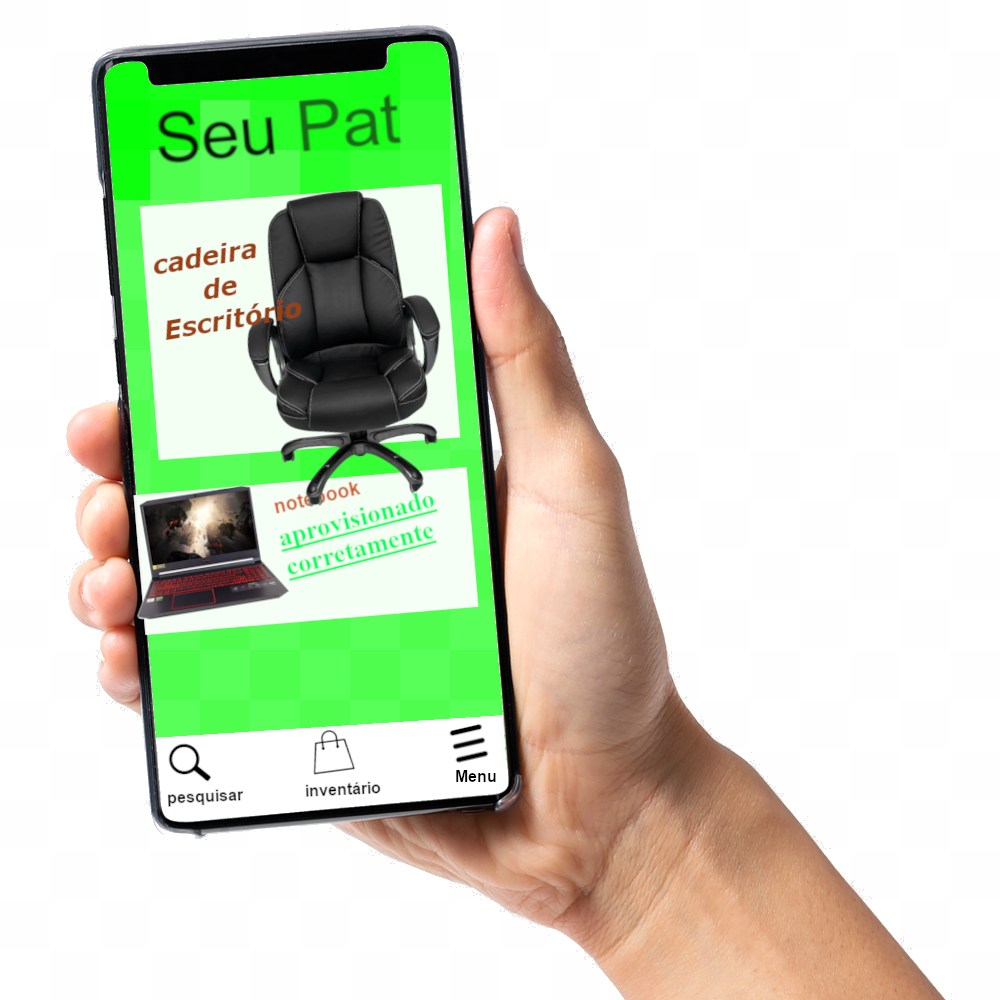 Seu Pat
cadeira
de
Escritório
notebook
aprovisionado
corretamente
pesquisar
inventário
Menu